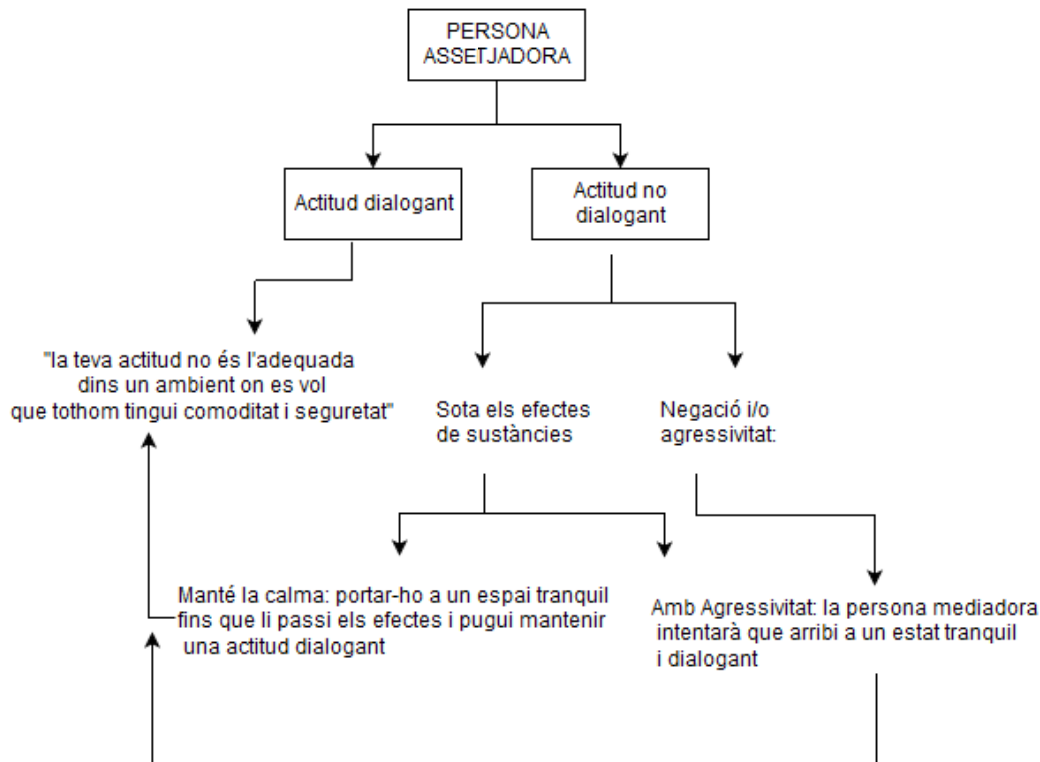 PERSONA
ASSETJADORA
Actitud dialogant
Actitud no
dialogant
"la teva actitud no és l'adequada
dins un ambient on es vol
que tothom tingui comoditat i seguretat"
Sota els efectes
de sustàncies
Negació i/o
agressivitat:
Manté la calma: portar-ho a un espai tranquil
fins que li passi els efectes i pugui mantenir
una actitud dialogant
Amb Agressivitat: la persona mediadora
intentarà que arribi a un estat tranquil
i dialogant